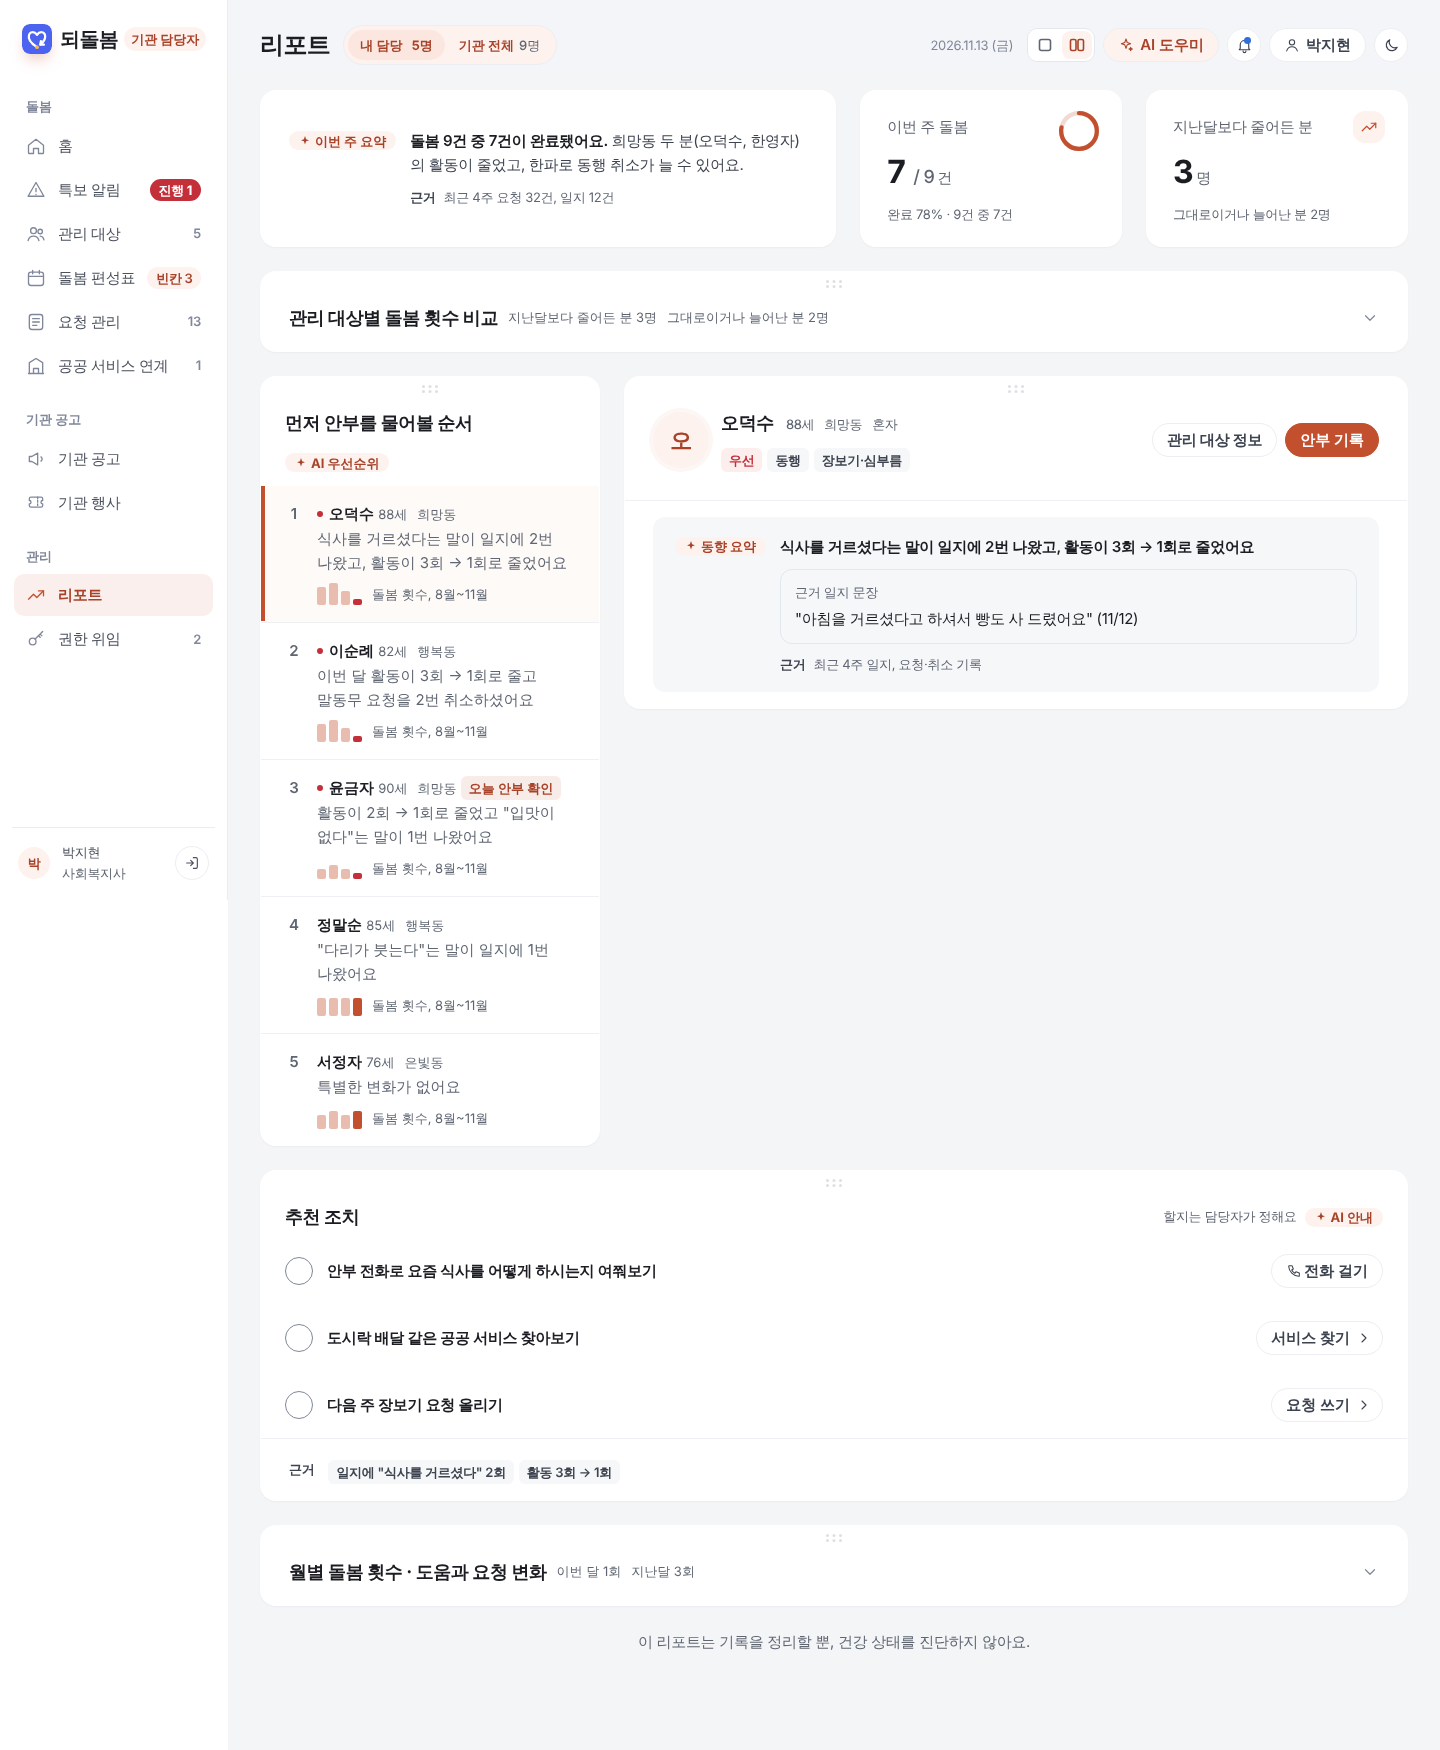 되돌봄 기관 담당자
돌봄
홈
특보 알림 진행 1
관리 대상 5
돌봄 편성표 빈칸 3
요청 관리 13
공공 서비스 연계 1
기관 공고
기관 공고
기관 행사
관리
리포트
권한 위임 2
박 박지현
사회복지사
리포트 내 담당 5명 기관 전체 9명
2026.11.13 (금) AI 도우미 박지현
이번 주 요약 돌봄 9건 중 7건이 완료됐어요. 희망동 두 분(오덕수, 한영자)
의 활동이 줄었고, 한파로 동행 취소가 늘 수 있어요.
근거 최근 4주 요청 32건, 일지 12건
이번 주 돌봄
7 / 9 건
완료 78% · 9건 중 7건
지난달보다 줄어든 분
3 명
그대로이거나 늘어난 분 2명
관리 대상별 돌봄 횟수 비교 지난달보다 줄어든 분 3명 그대로이거나 늘어난 분 2명
먼저 안부를 물어볼 순서
AI 우선순위
1 오덕수 88세 희망동
식사를 거르셨다는 말이 일지에 2번
나왔고, 활동이 3회 → 1회로 줄었어요
돌봄 횟수, 8월~11월
2 이순례 82세 행복동
이번 달 활동이 3회 → 1회로 줄고
말동무 요청을 2번 취소하셨어요
돌봄 횟수, 8월~11월
3 윤금자 90세 희망동 오늘 안부 확인
활동이 2회 → 1회로 줄었고 "입맛이
없다"는 말이 1번 나왔어요
돌봄 횟수, 8월~11월
4 정말순 85세 행복동
"다리가 붓는다"는 말이 일지에 1번
나왔어요
돌봄 횟수, 8월~11월
5 서정자 76세 은빛동
특별한 변화가 없어요
돌봄 횟수, 8월~11월
오 오덕수 88세 희망동 혼자
우선 동행 장보기·심부름
관리 대상 정보 안부 기록
동향 요약 식사를 거르셨다는 말이 일지에 2번 나왔고, 활동이 3회 → 1회로 줄었어요
근거 일지 문장
"아침을 거르셨다고 하셔서 빵도 사 드렸어요" (11/12)
근거 최근 4주 일지, 요청·취소 기록
추천 조치 할지는 담당자가 정해요 AI 안내
안부 전화로 요즘 식사를 어떻게 하시는지 여쭤보기 전화 걸기
도시락 배달 같은 공공 서비스 찾아보기 서비스 찾기
다음 주 장보기 요청 올리기 요청 쓰기
근거 일지에 "식사를 거르셨다" 2회 활동 3회 → 1회
월별 돌봄 횟수 · 도움과 요청 변화 이번 달 1회 지난달 3회
이 리포트는 기록을 정리할 뿐, 건강 상태를 진단하지 않아요.